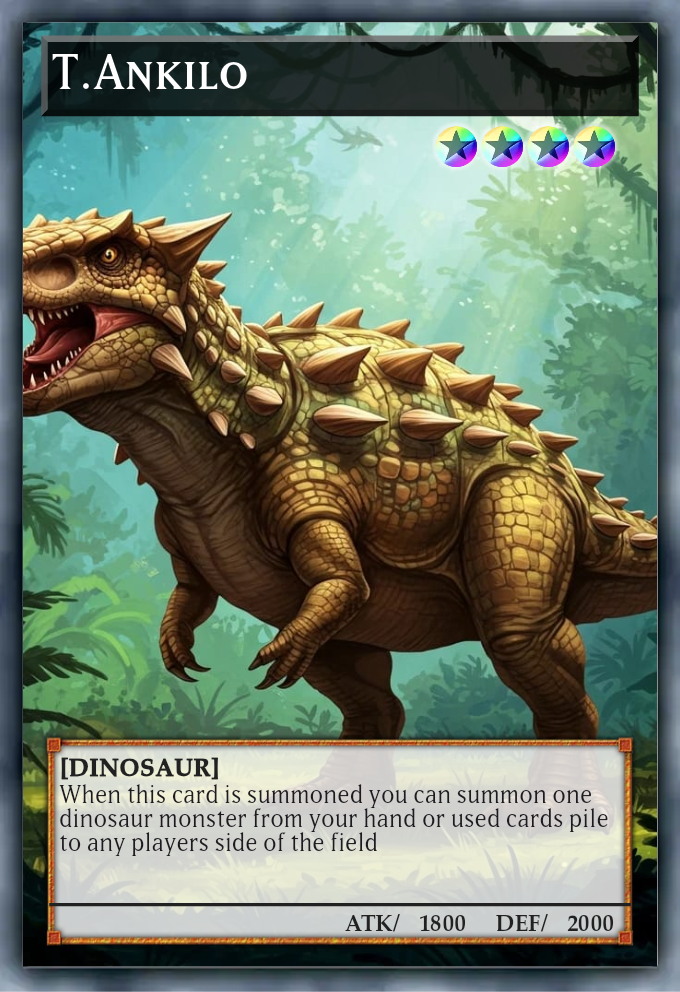 T.Ankilo
[DINOSAUR]
When this card is summoned you can summon one
dinosaur monster from your hand or used cards pile
to any players side of the field
ATK/ 1800 DEF/ 2000